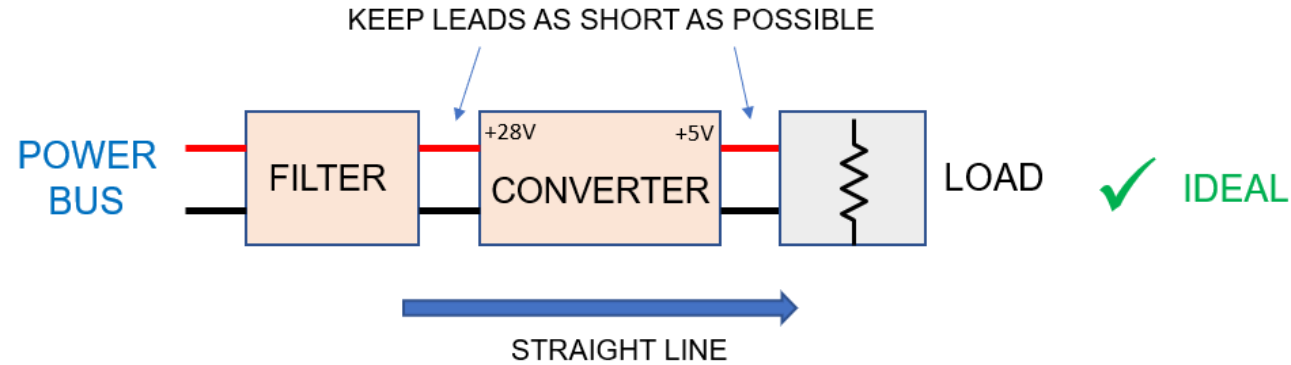 KEEP LEADS AS SHORT AS POSSIBLE
POWER
BUS
FILTER
+28V
+5V
CONVERTER
LOAD
IDEAL
STRAIGHT LINE